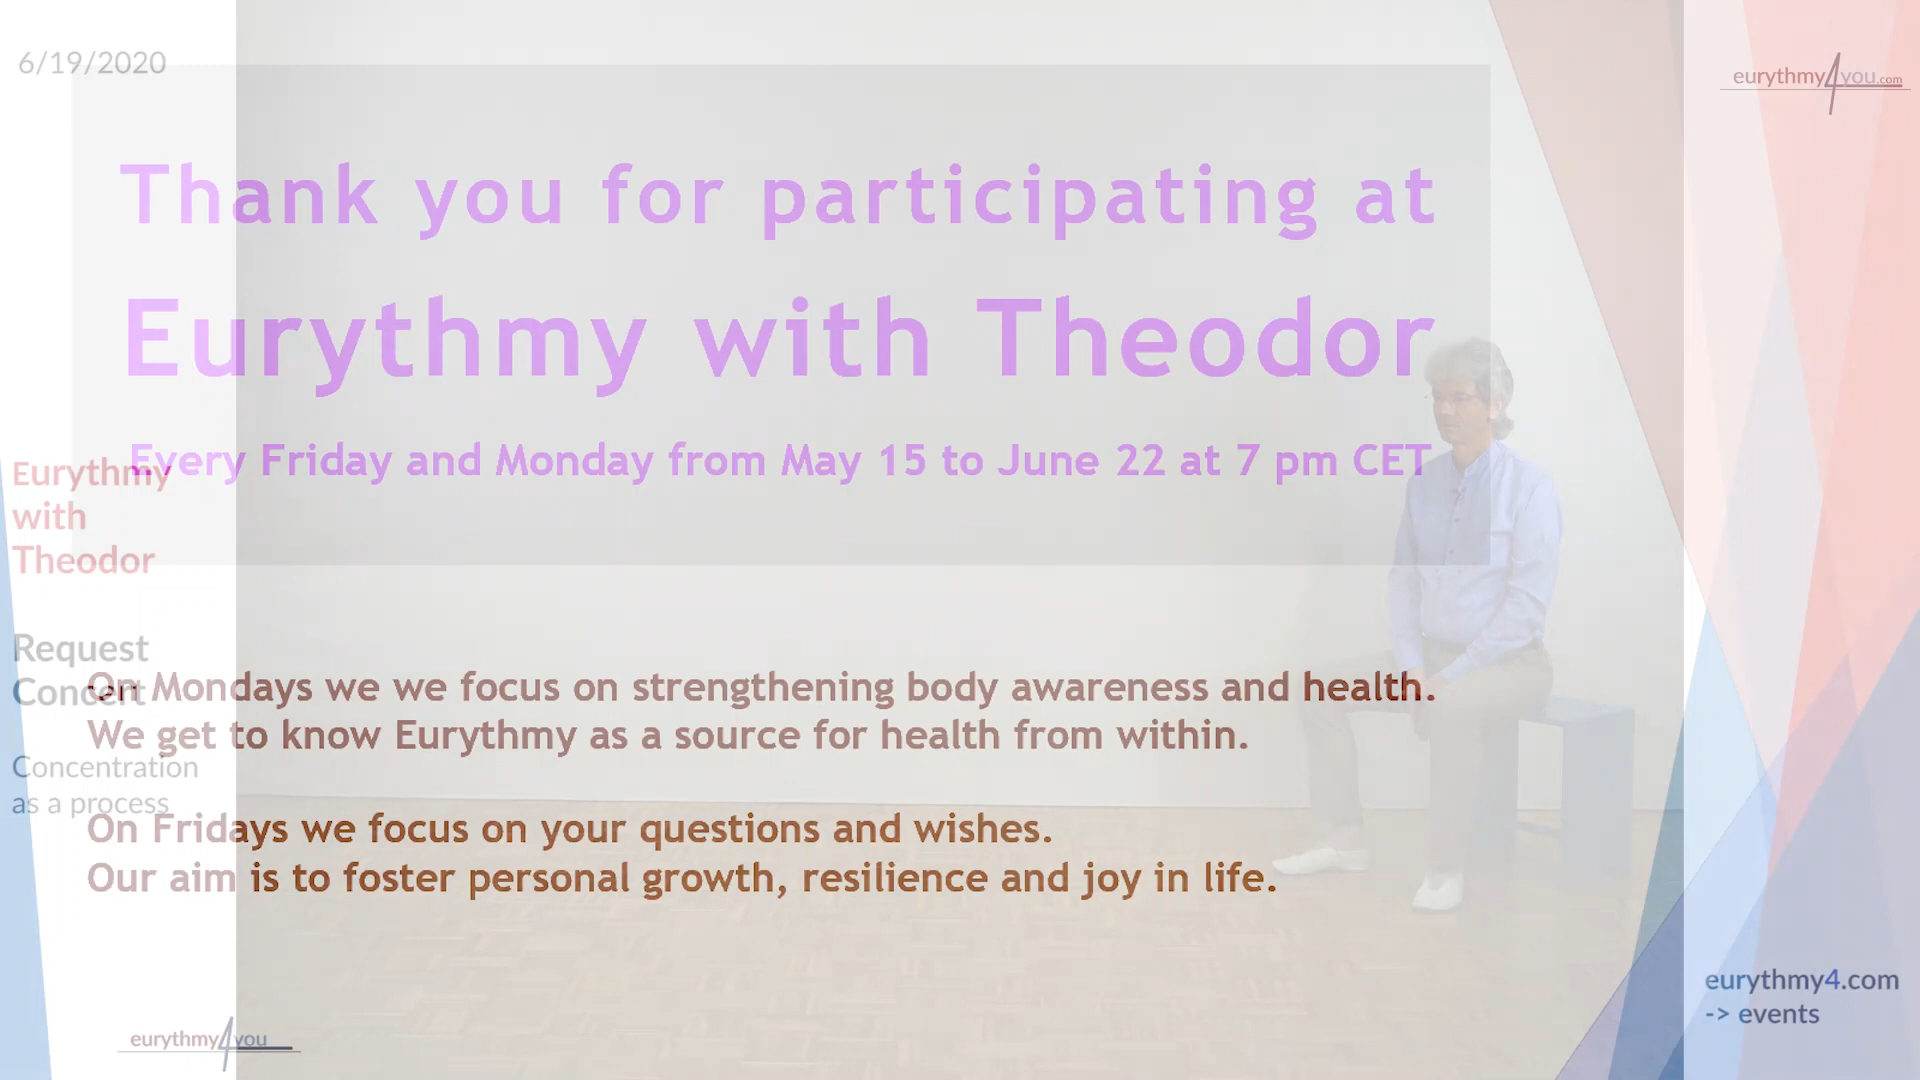 6/19/2020
eurythmy4you.com
Thank you for participating at
Eurythmy with Theodor
Every Friday and Monday from May 15 to June 22 at 7 pm CET
Eurythmy
with
Theodor
Request
Concert
On Mondays we we focus on strengthening body awareness and health.
We get to know Eurythmy as a source for health from within.
Concentration
as a process
On Fridays we focus on your questions and wishes.
Our aim is to foster personal growth, resilience and joy in life.
eurythmy4.com
-> events
eurythmy4you